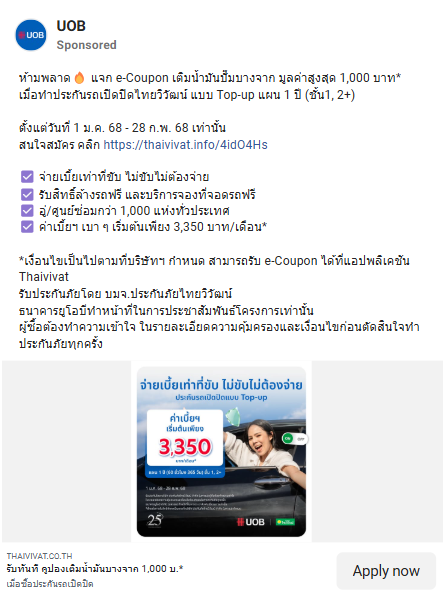 UOB
UOB
Sponsored
ห้ามพลาด🔥 แจก e-Coupon เติมน้ำมันปั๊มบางจาก มูลค่าสูงสุด 1,000 บาท*
เมื่อทำประกันรถเปิดปิดไทยวิวัฒน์ แบบ Top-up แผน 1 ปี (ชั้น1, 2+)
ตั้งแต่วันที่ 1 ม.ค. 68 - 28 ก.พ. 68 เท่านั้น
สนใจสมัคร คลิก https://thaivivat.info/4idO4Hs
จ่ายเบี้ยเท่าที่ขับ ไม่ขับไม่ต้องจ่าย
รับสิทธิ์ล้างรถฟรี และบริการจองที่จอดรถฟรี
อู่/ศูนย์ซ่อมกว่า 1,000 แห่งทั่วประเทศ
ค่าเบี้ยฯ เบา ๆ เริ่มต้นเพียง 3,350 บาท/เดือน*
*เงื่อนไขเป็นไปตามที่บริษัทฯ กำหนด สามารถรับ e-Coupon ได้ที่แอปพลิเคชัน
Thaivivat
รับประกันภัยโดย บมจ.ประกันภัยไทยวิวัฒน์
ธนาคารยูโอบีทำหน้าที่ในการประชาสัมพันธ์โครงการเท่านั้น
ผู้ซื้อต้องทำความเข้าใจ ในรายละเอียดความคุ้มครองและเงื่อนไขก่อนตัดสินใจทำ
ประกันภัยทุกครั้ง
จ่ายเบี้ยเท่าที่ขับ ไม่ขับไม่ต้องจ่าย
ประกันรถเปิดปิดแบบ Top-up
ค่าเบี้ยฯ
เริ่มต้นเพียง
3,350
ON
25
UOB
THAIVIVAT.CO.TH
รับทันที คูปองเติมน้ำมันบางจาก 1,000 บ.*
เมื่อซื้อประกันรถเปิดปิด
Apply now